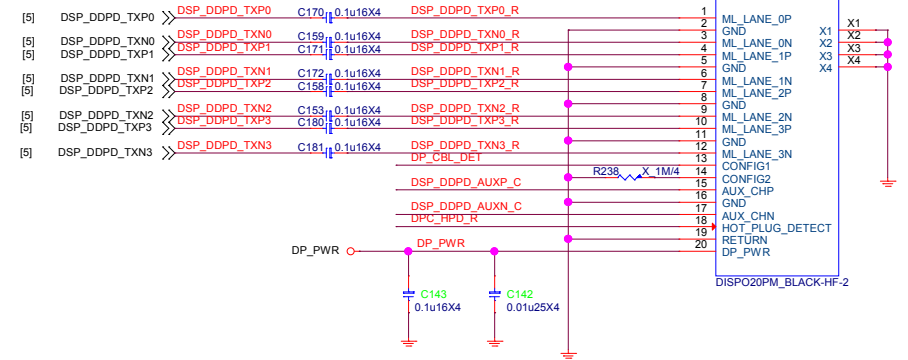 [5] DSP_DDPD_TXP0 DSP_DDPD_TXP0 C170 0.1u16X4 DSP_DDPD_TXP0_R 1 ML_LANE_0P
2 GND X1 X1
[5] DSP_DDPD_TXN0 DSP_DDPD_TXN0 C159 0.1u16X4 DSP_DDPD_TXN0_R 3 ML_LANE_0N X2 X2
[5] DSP_DDPD_TXP1 DSP_DDPD_TXP1 C171 0.1u16X4 DSP_DDPD_TXP1_R 4 ML_LANE_1P X3 X3
5 GND X4 X4
[5] DSP_DDPD_TXN1 DSP_DDPD_TXN1 C172 0.1u16X4 DSP_DDPD_TXN1_R 6 ML_LANE_1N
[5] DSP_DDPD_TXP2 DSP_DDPD_TXP2 C158 0.1u16X4 DSP_DDPD_TXP2_R 7 ML_LANE_2P
8 GND
[5] DSP_DDPD_TXN2 DSP_DDPD_TXN2 C153 0.1u16X4 DSP_DDPD_TXN2_R 9 ML_LANE_2N
[5] DSP_DDPD_TXP3 DSP_DDPD_TXP3 C180 0.1u16X4 DSP_DDPD_TXP3_R 10 ML_LANE_3P
11 GND
[5] DSP_DDPD_TXN3 DSP_DDPD_TXN3 C181 0.1u16X4 DSP_DDPD_TXN3_R 12 ML_LANE_3N
DP_CBL_DET 13 CONFIG1
R238 X_1M/4 14 CONFIG2
DSP_DDPD_AUXP_C 15 AUX_CHP
16 GND
DSP_DDPD_AUXN_C 17 AUX_CHN
DPC_HPD_R 18 HOT_PLUG_DETECT
19 RETURN
DP_PWR DP_PWR 20 DP_PWR
DISPO20PM_BLACK-HF-2
C143 C142
0.1u16X4 0.01u25X4